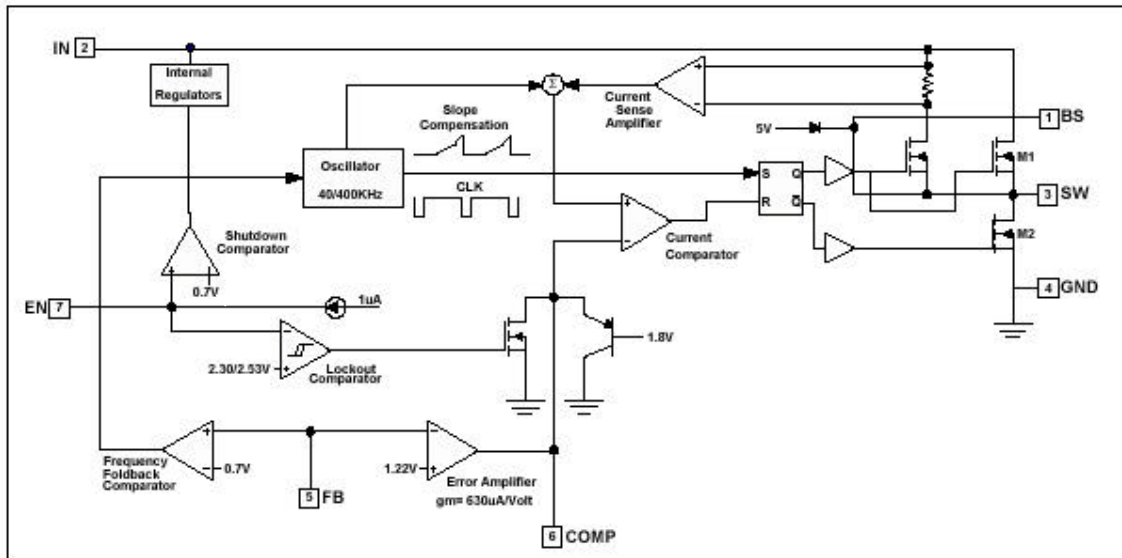 IN 2
Internal
Regulators
Σ
+
−
Current
Sense
Amplifier
Slope
Compensation
5V
1 BS
Oscillator
40/400KHz
CLK
S Q
R Q̅
M1
3 SW
+
−
Current
Comparator
M2
Shutdown
Comparator
+
−
0.7V
4 GND
EN 7
1uA
−
+
2.30/2.53V
Lockout
Comparator
1.8V
+
−
0.7V
Frequency
Foldback
Comparator
5 FB
−
+
1.22V
Error Amplifier
gm= 630uA/Volt
6 COMP